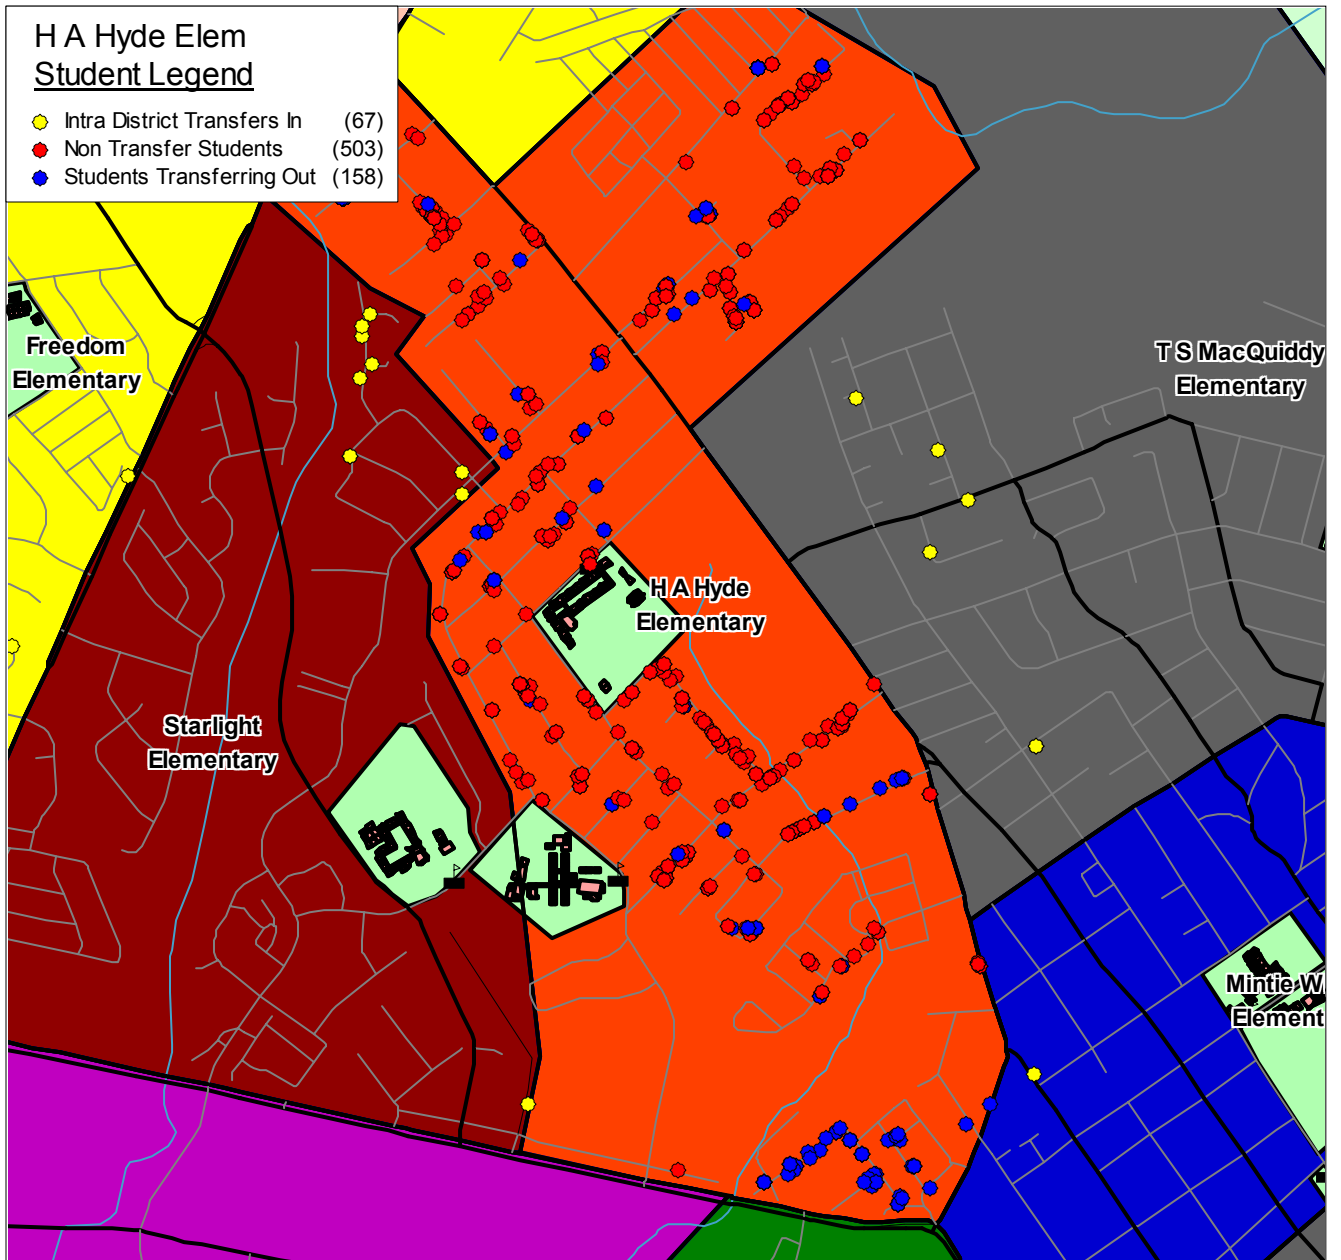 H A Hyde Elem
Student Legend
Intra District Transfers In (67)
Non Transfer Students (503)
Students Transferring Out (158)
Freedom
Elementary
T S MacQuiddy
Elementary
H A Hyde
Elementary
Starlight
Elementary
Mintie W
Element